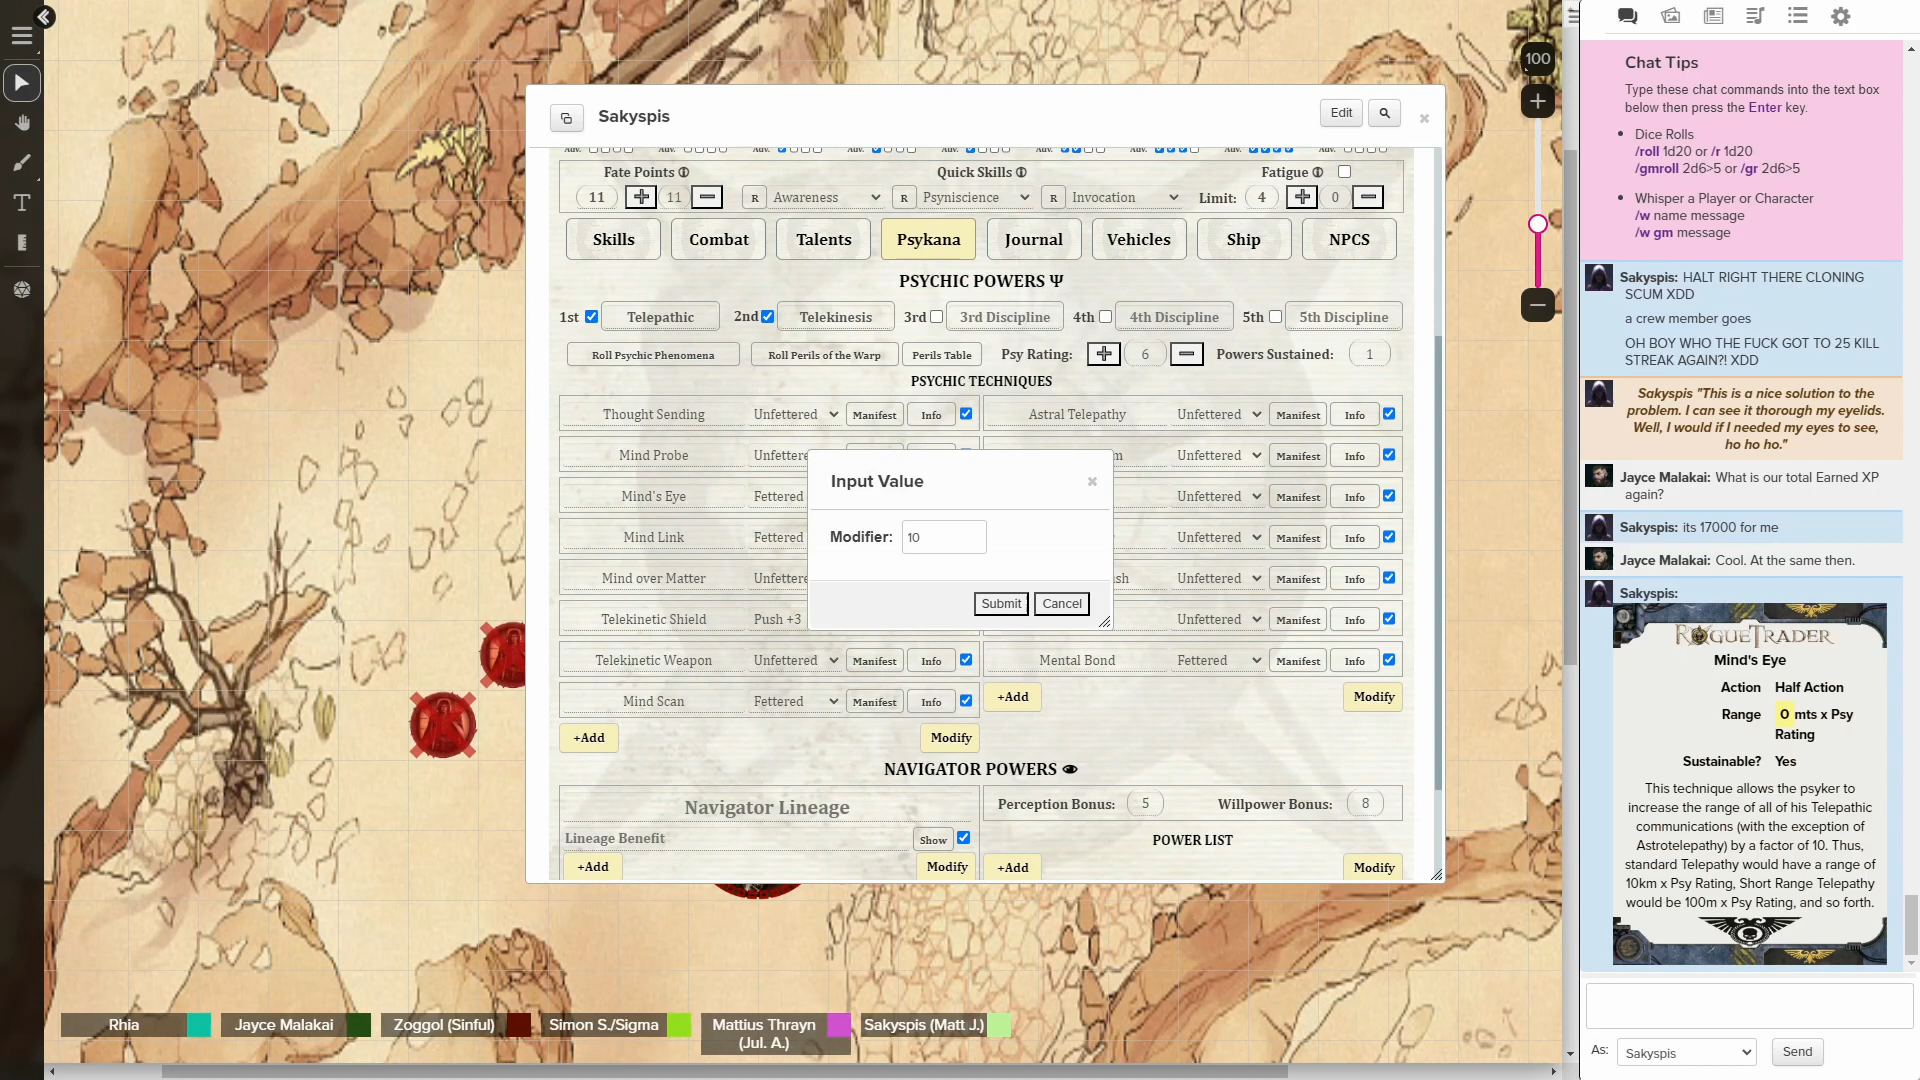 Sakyspis
Edit
Adv. Adv. Adv. Adv. Adv. Adv. Adv. Adv. Adv.
Fate Points Quick Skills Fatigue
11 11 R Awareness R Psyniscience R Invocation Limit: 4 0
Skills Combat Talents Psykana Journal Vehicles Ship NPCS
PSYCHIC POWERS Ψ
1st Telepathic 2nd Telekinesis 3rd 3rd Discipline 4th 4th Discipline 5th 5th Discipline
Roll Psychic Phenomena Roll Perils of the Warp Perils Table Psy Rating: 6 Powers Sustained: 1
PSYCHIC TECHNIQUES
Thought Sending Unfettered Manifest Info Astral Telepathy Unfettered Manifest Info
Mind Probe Unfettere Unfettered Manifest Info
Mind's Eye Fettered Unfettered Manifest Info
Mind Link Fettered Unfettered Manifest Info
Mind over Matter Unfettere Unfettered Manifest Info
Telekinetic Shield Push +3 Unfettered Manifest Info
Telekinetic Weapon Unfettered Manifest Info Mental Bond Fettered Manifest Info
Mind Scan Fettered Manifest Info +Add Modify
+Add Modify
Input Value
Modifier: 10
Submit Cancel
NAVIGATOR POWERS
Navigator Lineage Perception Bonus: 5 Willpower Bonus: 8
Lineage Benefit Show POWER LIST
+Add Modify +Add Modify
100
Rhia
Jayce Malakai
Zoggol (Sinful)
Simon S./Sigma
Mattius Thrayn
(Jul. A.)
Sakyspis (Matt J.)
Chat Tips
Type these chat commands into the text box
below then press the Enter key.
Dice Rolls
/roll 1d20 or /r 1d20
/gmroll 2d6>5 or /gr 2d6>5
Whisper a Player or Character
/w name message
/w gm message
Sakyspis: HALT RIGHT THERE CLONING
SCUM XDD
a crew member goes
OH BOY WHO THE FUCK GOT TO 25 KILL
STREAK AGAIN?! XDD
Sakyspis "This is a nice solution to the
problem. I can see it thorough my eyelids.
Well, I would if I needed my eyes to see,
ho ho ho."
Jayce Malakai: What is our total Earned XP
again?
Sakyspis: its 17000 for me
Jayce Malakai: Cool. At the same then.
Sakyspis:
ROGUE TRADER
Mind's Eye
Action Half Action
Range 0 mts x Psy
Rating
Sustainable? Yes
This technique allows the psyker to
increase the range of all of his Telepathic
communications (with the exception of
Astrotelepathy) by a factor of 10. Thus,
standard Telepathy would have a range of
10km x Psy Rating, Short Range Telepathy
would be 100m x Psy Rating, and so forth.
As: Sakyspis Send